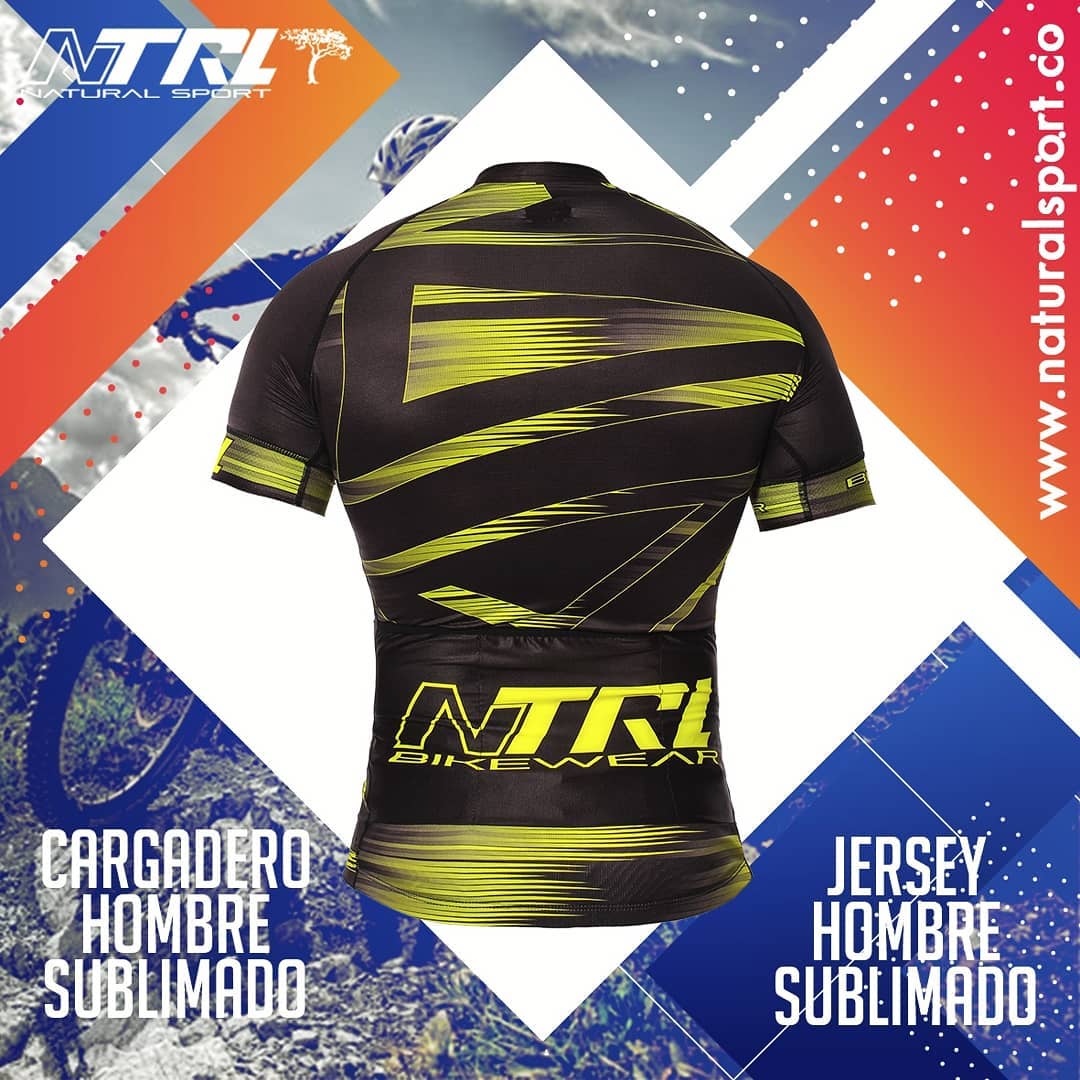 NTRL
NATURAL SPORT
www.naturalsport.co
NTRL
BIKEWEAR
CARGADERO
HOMBRE
SUBLIMADO
JERSEY
HOMBRE
SUBLIMADO